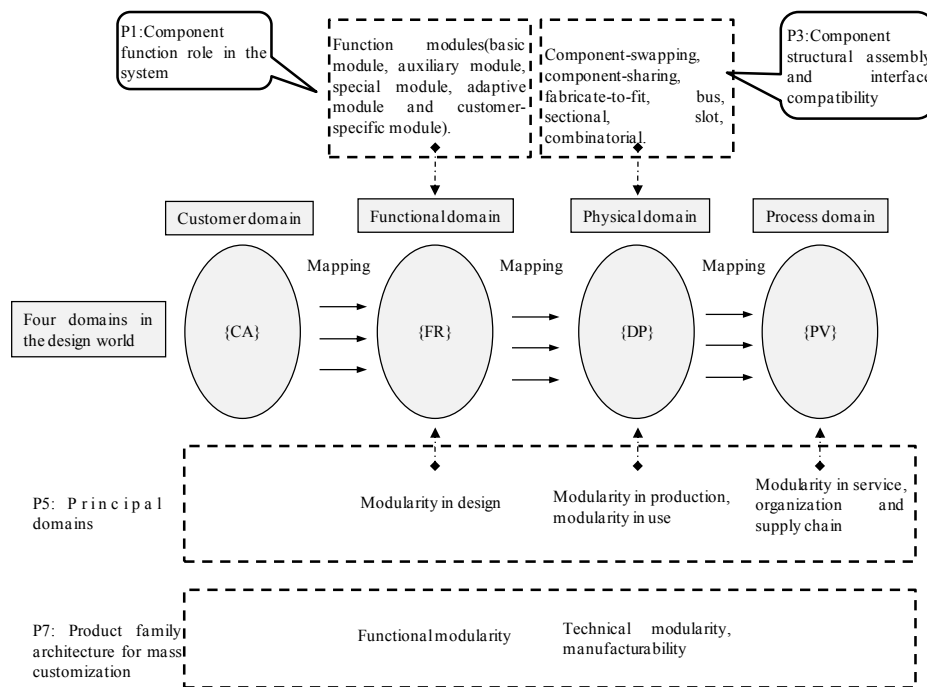 P1:Component
function role in the
system
Function modules(basic
module, auxiliary module,
special module, adaptive
module and customer-
specific module).
Component-swapping,
component-sharing,
fabricate-to-fit, bus,
sectional, slot,
combinatorial.
P3:Component
structural assembly
and interface
compatibility
Customer domain
Functional domain
Physical domain
Process domain
Mapping
Mapping
Mapping
Four domains in
the design world
{CA}
{FR}
{DP}
{PV}
P5: Principal
domains
Modularity in design
Modularity in production,
modularity in use
Modularity in service,
organization and
supply chain
P7: Product family
architecture for mass
customization
Functional modularity
Technical modularity,
manufacturability